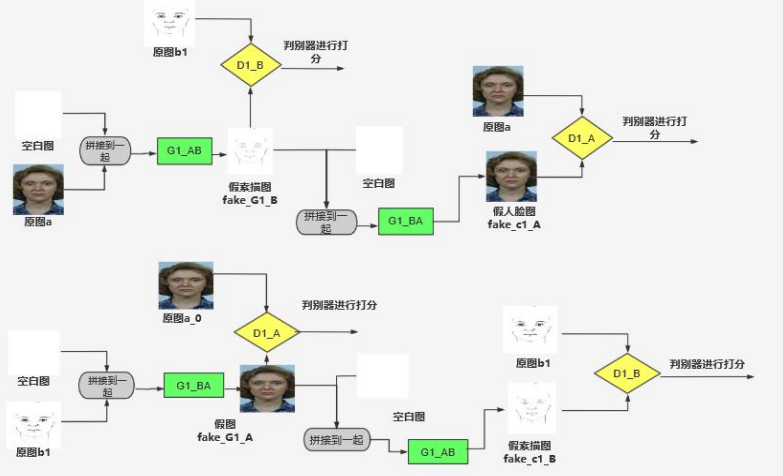 原图b1
D1_B
判别器进行打
分
空白图
拼接到一
起
G1_AB
原图a
假素描图
fake_G1_B
空白图
拼接到一
起
G1_BA
原图a
D1_A
判别器进行打
分
假人脸图
fake_c1_A
原图a_0
D1_A
判别器进行打分
空白图
拼接到一
起
G1_BA
原图b1
假图
fake_G1_A
空白图
拼接到一起
G1_AB
原图b1
D1_B
判别器进行打分
假素描图
fake_c1_B